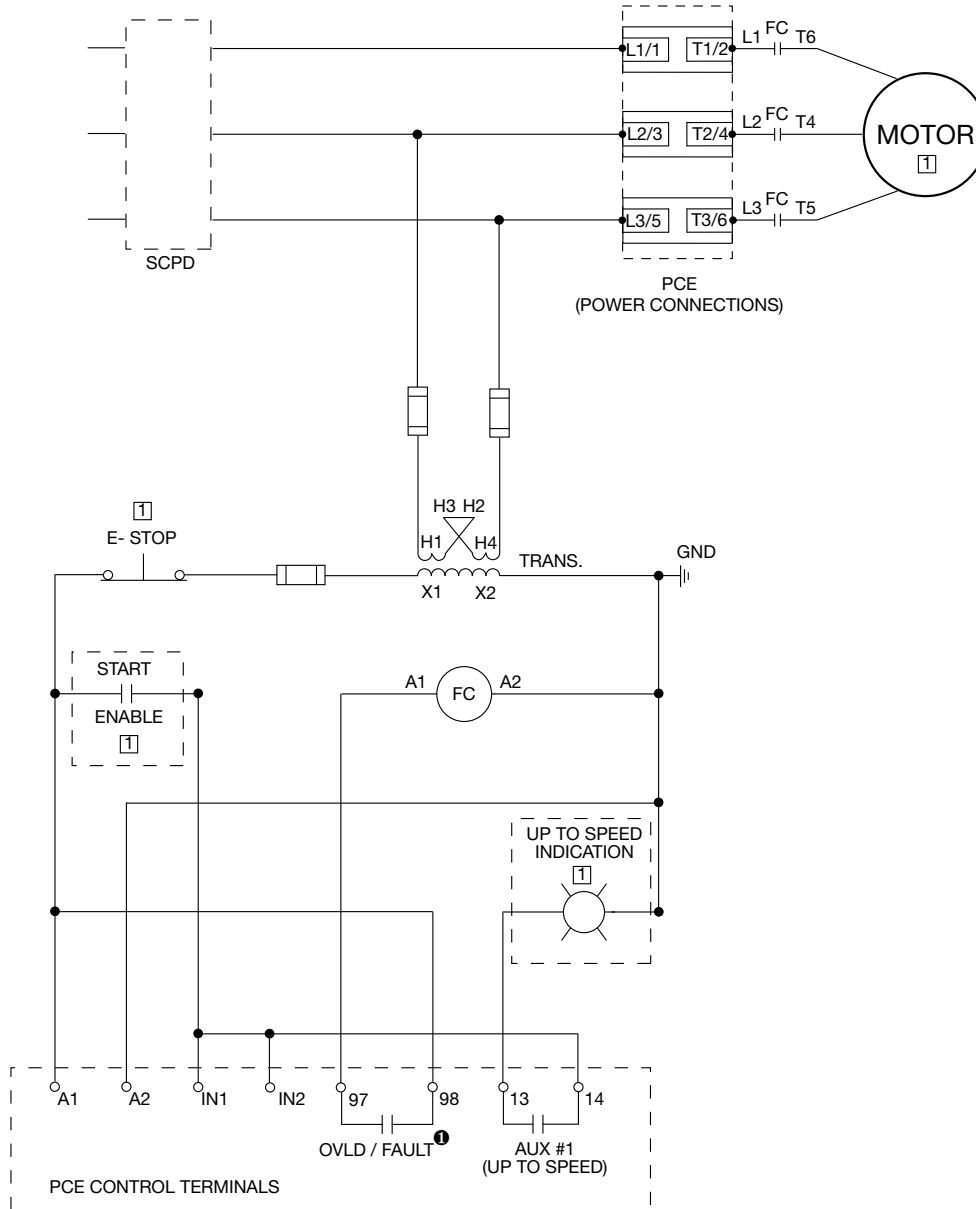 L1 FC T6
L1/1 T1/2
L2 FC T4
L2/3 T2/4
MOTOR
1
L3 FC T5
L3/5 T3/6
SCPD
PCE
(POWER CONNECTIONS)
H3 H2
1
E- STOP
H1 H4
TRANS.
GND
X1 X2
START
ENABLE
1
A1 FC A2
UP TO SPEED
INDICATION
1
A1 A2 IN1 IN2 97 98 13 14
OVLD / FAULT❶
AUX #1
(UP TO SPEED)
PCE CONTROL TERMINALS